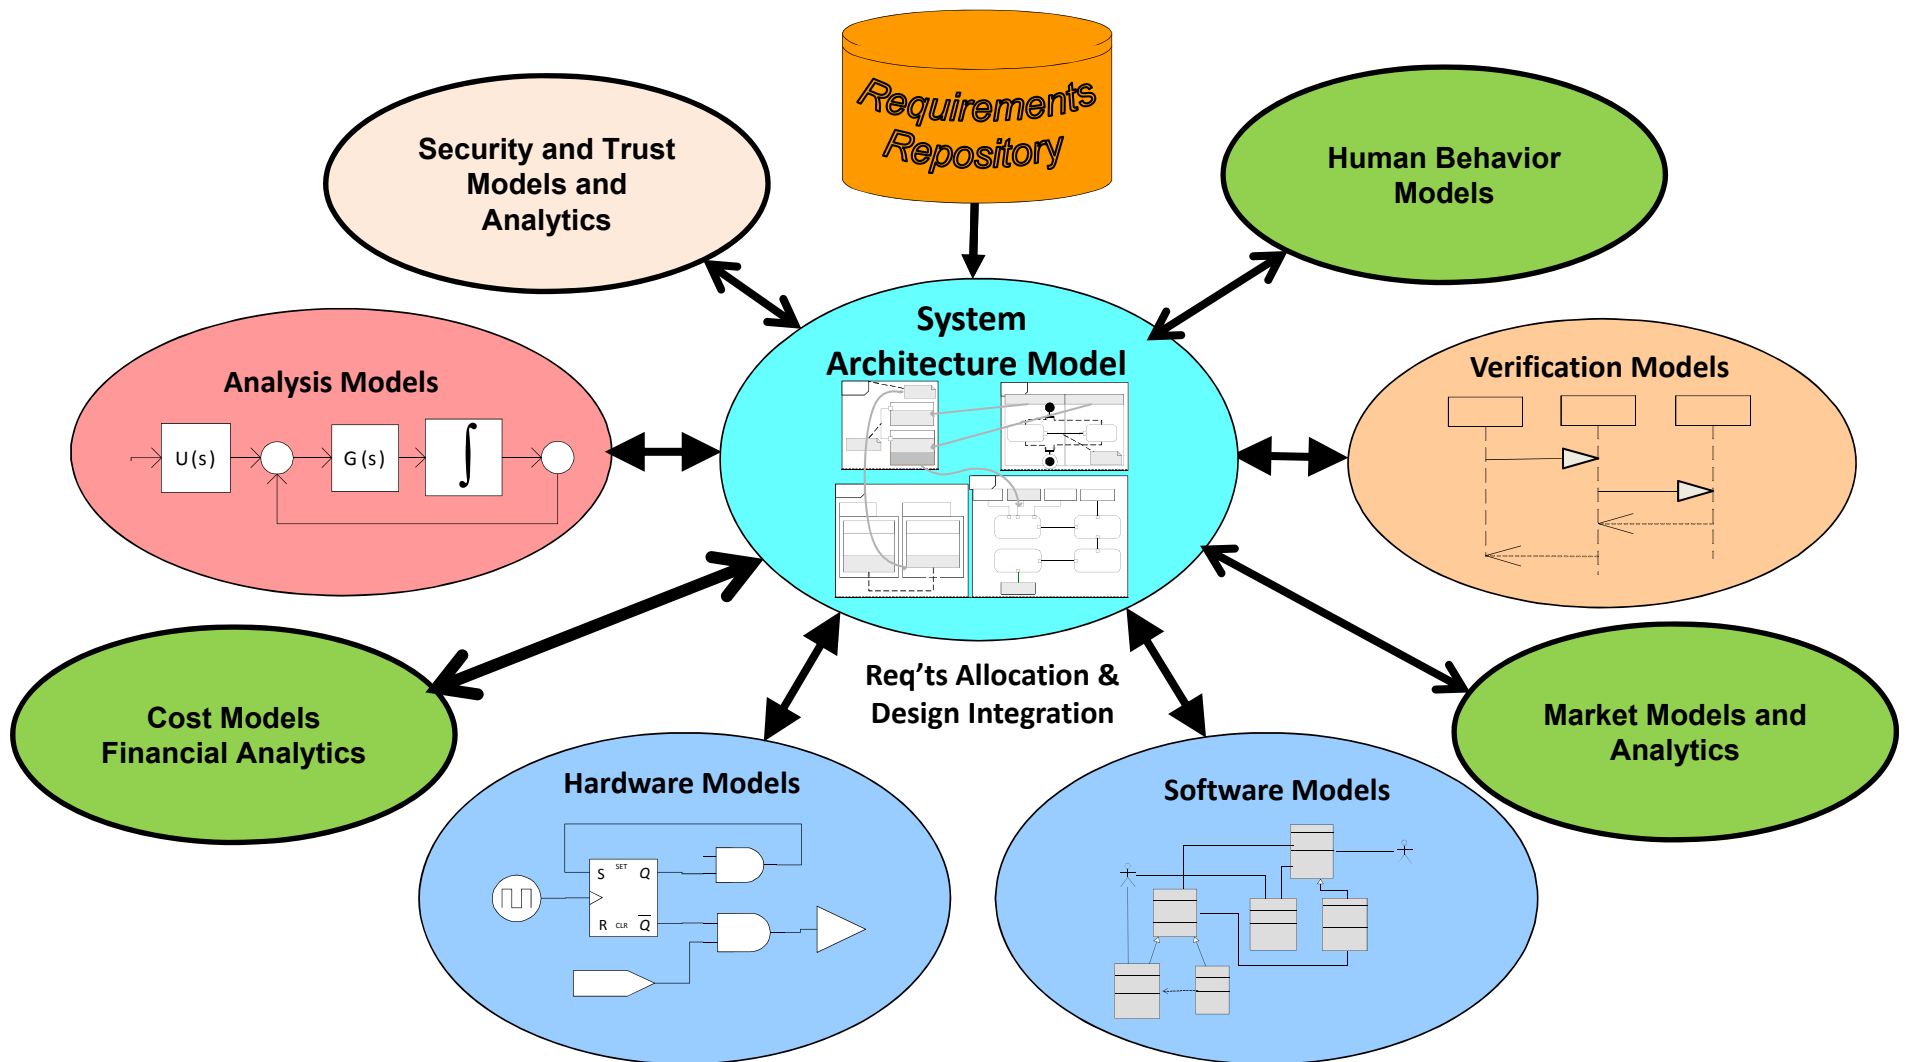 Requirements
Repository
Security and Trust
Models and
Analytics
Human Behavior
Models
System
Architecture Model
Analysis Models
U(s)
G(s)
∫
Verification Models
Req'ts Allocation &
Design Integration
Cost Models
Financial Analytics
Market Models and
Analytics
Hardware Models
S SET Q
R CLR Q̅
Software Models